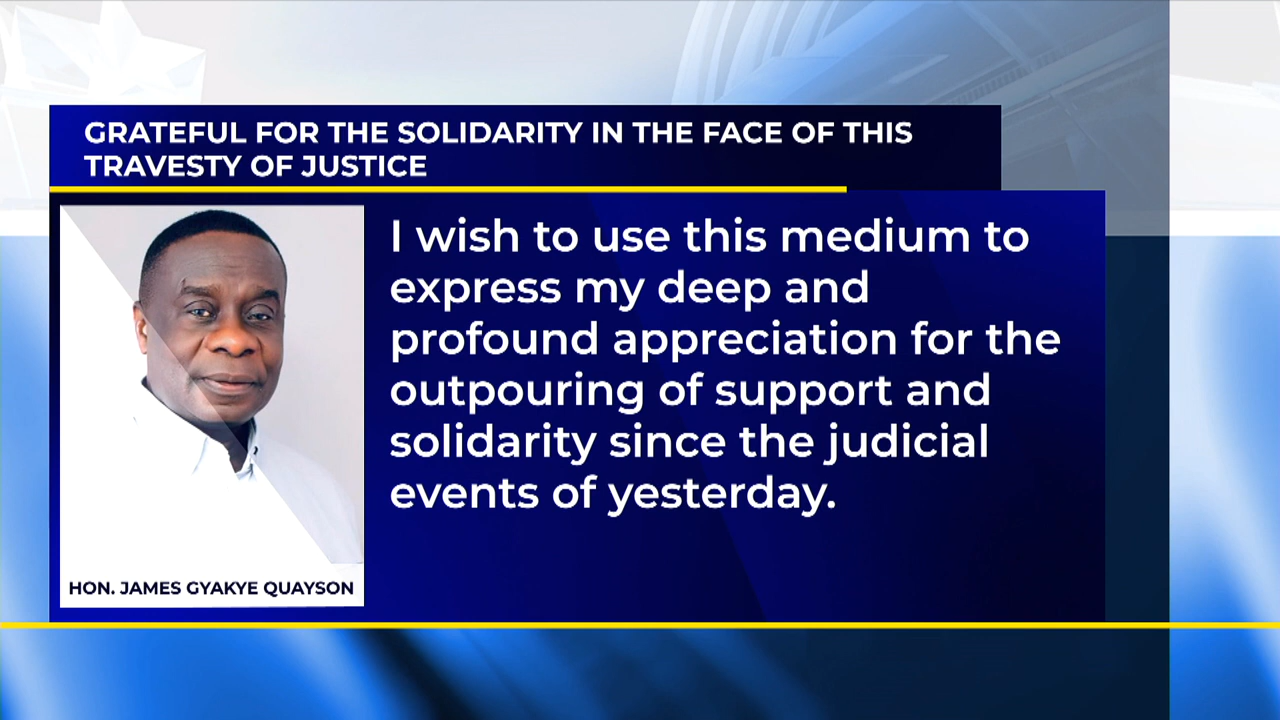 GRATEFUL FOR THE SOLIDARITY IN THE FACE OF THIS
TRAVESTY OF JUSTICE
I wish to use this medium to
express my deep and
profound appreciation for the
outpouring of support and
solidarity since the judicial
events of yesterday.
HON. JAMES GYAKYE QUAYSON